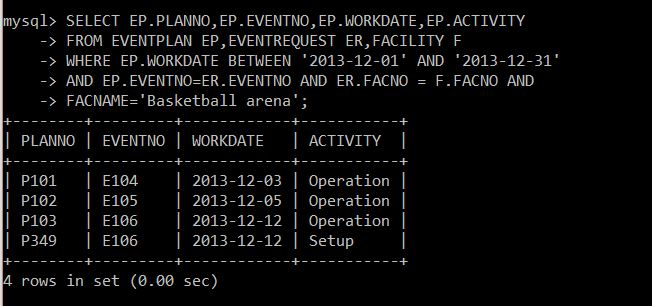 mysql> SELECT EP.PLANNO,EP.EVENTNO,EP.WORKDATE,EP.ACTIVITY
    -> FROM EVENTPLAN EP,EVENTREQUEST ER,FACILITY F
    -> WHERE EP.WORKDATE BETWEEN '2013-12-01' AND '2013-12-31'
    -> AND EP.EVENTNO=ER.EVENTNO AND ER.FACNO = F.FACNO AND
    -> FACNAME='Basketball arena';
+--------+---------+------------+-----------+
| PLANNO | EVENTNO | WORKDATE   | ACTIVITY  |
+--------+---------+------------+-----------+
| P101   | E104    | 2013-12-03 | Operation |
| P102   | E105    | 2013-12-05 | Operation |
| P103   | E106    | 2013-12-12 | Operation |
| P349   | E106    | 2013-12-12 | Setup     |
+--------+---------+------------+-----------+
4 rows in set (0.00 sec)